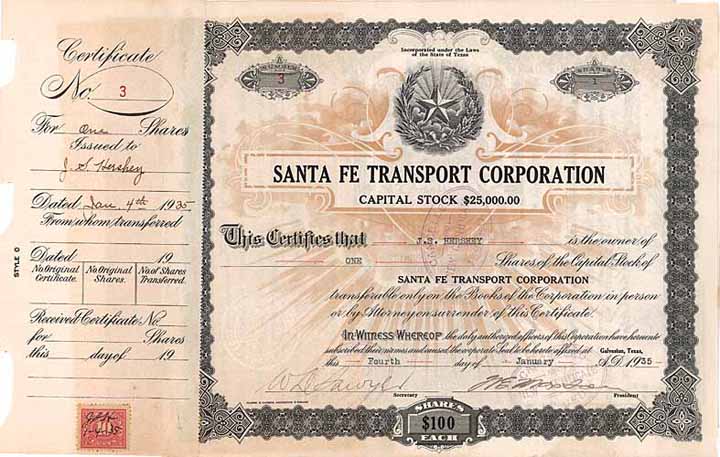 Certificate
No. 3
For One Shares
Issued to
J. S. Hershey
Dated Jan. 4th 1935
From whom transferred
Dated 19
No Original Certificate.
No Original Shares.
No. of Shares Transferred.
Received Certificate No
for Shares
this day of 19
STYLE O
Incorporated under the Laws
of the State of Texas
3
1
SANTA FE TRANSPORT CORPORATION
CAPITAL STOCK $25,000.00
This Certifies that J.S. HERSHEY is the owner of
ONE Shares of the Capital Stock of
SANTA FE TRANSPORT CORPORATION
transferable only on the Books of the Corporation in person
or by Attorney on surrender of this Certificate.
In Witness Whereof the duly authorized officers of this Corporation have hereunto
subscribed their names and caused the corporate Seal to be hereto affixed at Galveston, Texas,
this Fourth day of January A.D. 1935
Secretary
President
SHARES
$100
EACH